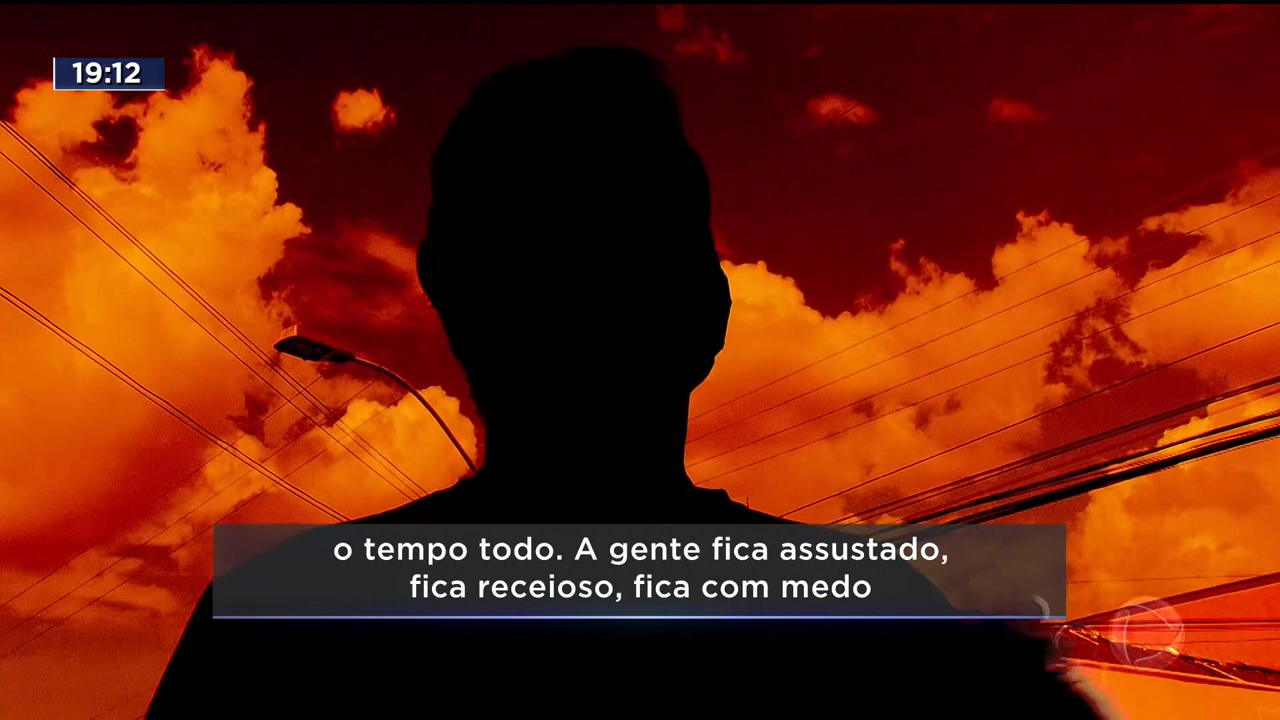 19:12
o tempo todo. A gente fica assustado,
fica receioso, fica com medo